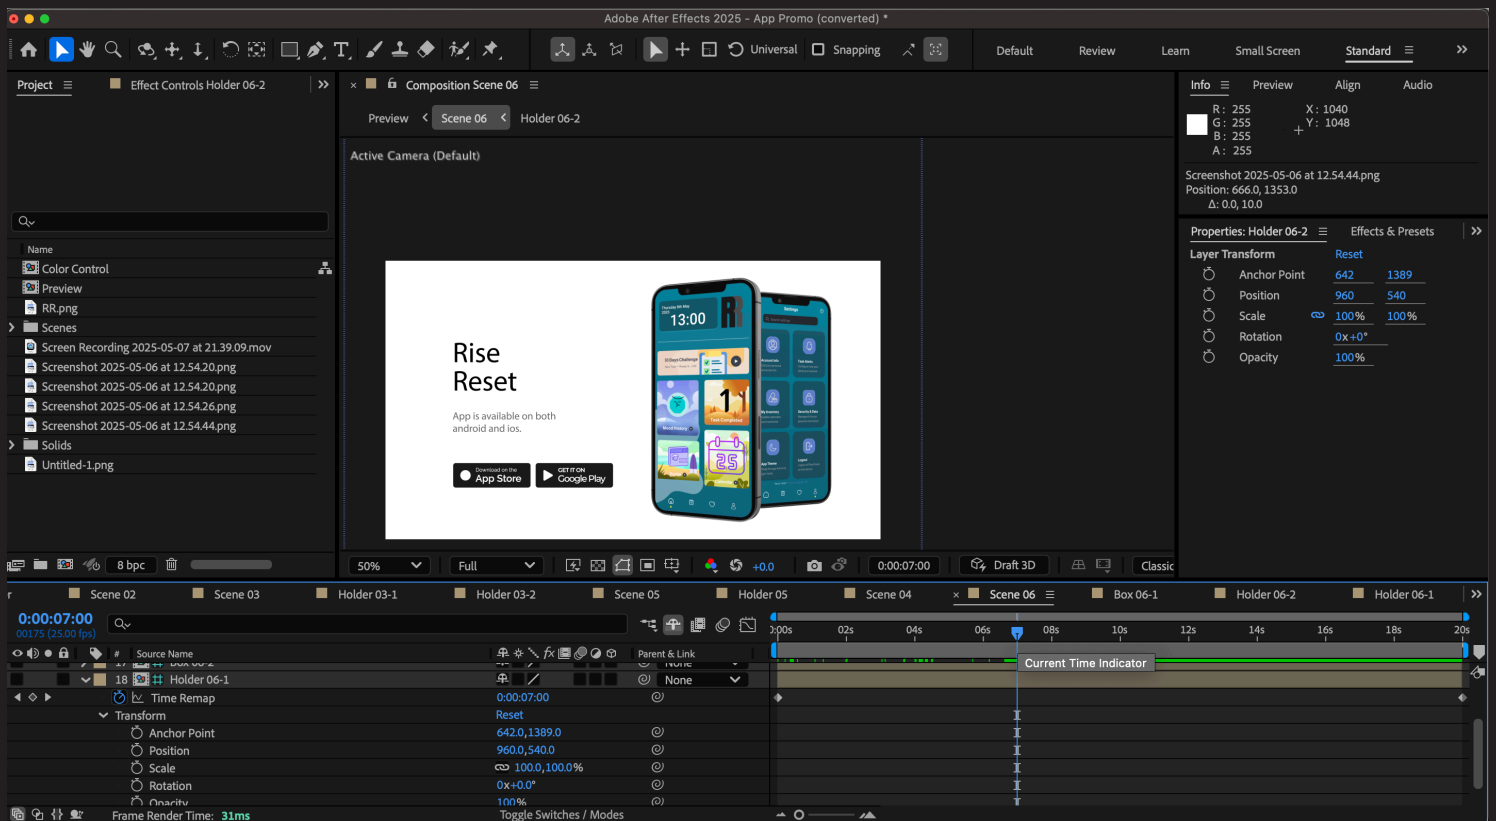 Adobe After Effects 2025 - App Promo (converted) *
Universal
Snapping
Default
Review
Learn
Small Screen
Standard
Project
Effect Controls Holder 06-2
Name
Color Control
Preview
RR.png
Scenes
Screen Recording 2025-05-07 at 21.39.09.mov
Screenshot 2025-05-06 at 12.54.20.png
Screenshot 2025-05-06 at 12.54.20.png
Screenshot 2025-05-06 at 12.54.26.png
Screenshot 2025-05-06 at 12.54.44.png
Solids
Untitled-1.png
8 bpc
Composition Scene 06
Preview
Scene 06
Holder 06-2
Active Camera (Default)
Rise
Reset
App is available on both
android and ios.
Download on the
App Store
GET IT ON
Google Play
13:00
Settings
25
50%
Full
+0.0
0:00:07:00
Draft 3D
Classic
Info
Preview
Align
Audio
R: 255
G: 255
B: 255
A: 255
X: 1040
Y: 1048
Screenshot 2025-05-06 at 12.54.44.png
Position: 666.0, 1353.0
Δ: 0.0, 10.0
Properties: Holder 06-2
Effects & Presets
Layer Transform
Reset
Anchor Point 642 1389
Position 960 540
Scale 100% 100%
Rotation 0x+0°
Opacity 100%
r
Scene 02
Scene 03
Holder 03-1
Holder 03-2
Scene 05
Holder 05
Scene 04
Scene 06
Box 06-1
Holder 06-2
Holder 06-1
0:00:07:00
00175 (25.00 fps)
# Source Name
Parent & Link
17 Box 06-2 None
18 Holder 06-1 None
Time Remap 0:00:07:00
Transform Reset
Anchor Point 642.0,1389.0
Position 960.0,540.0
Scale 100.0,100.0%
Rotation 0x+0.0°
Opacity 100%
Frame Render Time: 31ms
Toggle Switches / Modes
0:00s 02s 04s 06s 08s 10s 12s 14s 16s 18s 20s
Current Time Indicator